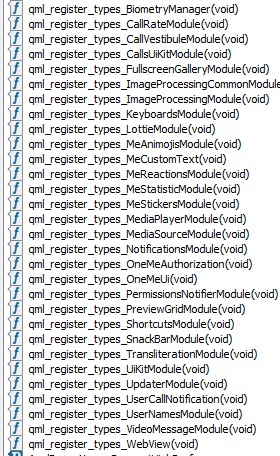 qml_register_types_BiometryManager(void)
qml_register_types_CallRateModule(void)
qml_register_types_CallVestibuleModule(void)
qml_register_types_CallsUiKitModule(void)
qml_register_types_FullscreenGalleryModule(void)
qml_register_types_ImageProcessingCommonModule
qml_register_types_ImageProcessingModule(void)
qml_register_types_KeyboardsModule(void)
qml_register_types_LottieModule(void)
qml_register_types_MeAnimojisModule(void)
qml_register_types_MeCustomText(void)
qml_register_types_MeReactionsModule(void)
qml_register_types_MeStatisticModule(void)
qml_register_types_MeStickersModule(void)
qml_register_types_MediaPlayerModule(void)
qml_register_types_MediaSourceModule(void)
qml_register_types_NotificationsModule(void)
qml_register_types_OneMeAuthorization(void)
qml_register_types_OneMeUi(void)
qml_register_types_PermissionsNotifierModule(void)
qml_register_types_PreviewGridModule(void)
qml_register_types_ShortcutsModule(void)
qml_register_types_SnackBarModule(void)
qml_register_types_TransliterationModule(void)
qml_register_types_UiKitModule(void)
qml_register_types_UpdaterModule(void)
qml_register_types_UserCallNotification(void)
qml_register_types_UserNamesModule(void)
qml_register_types_VideoMessageModule(void)
qml_register_types_WebView(void)